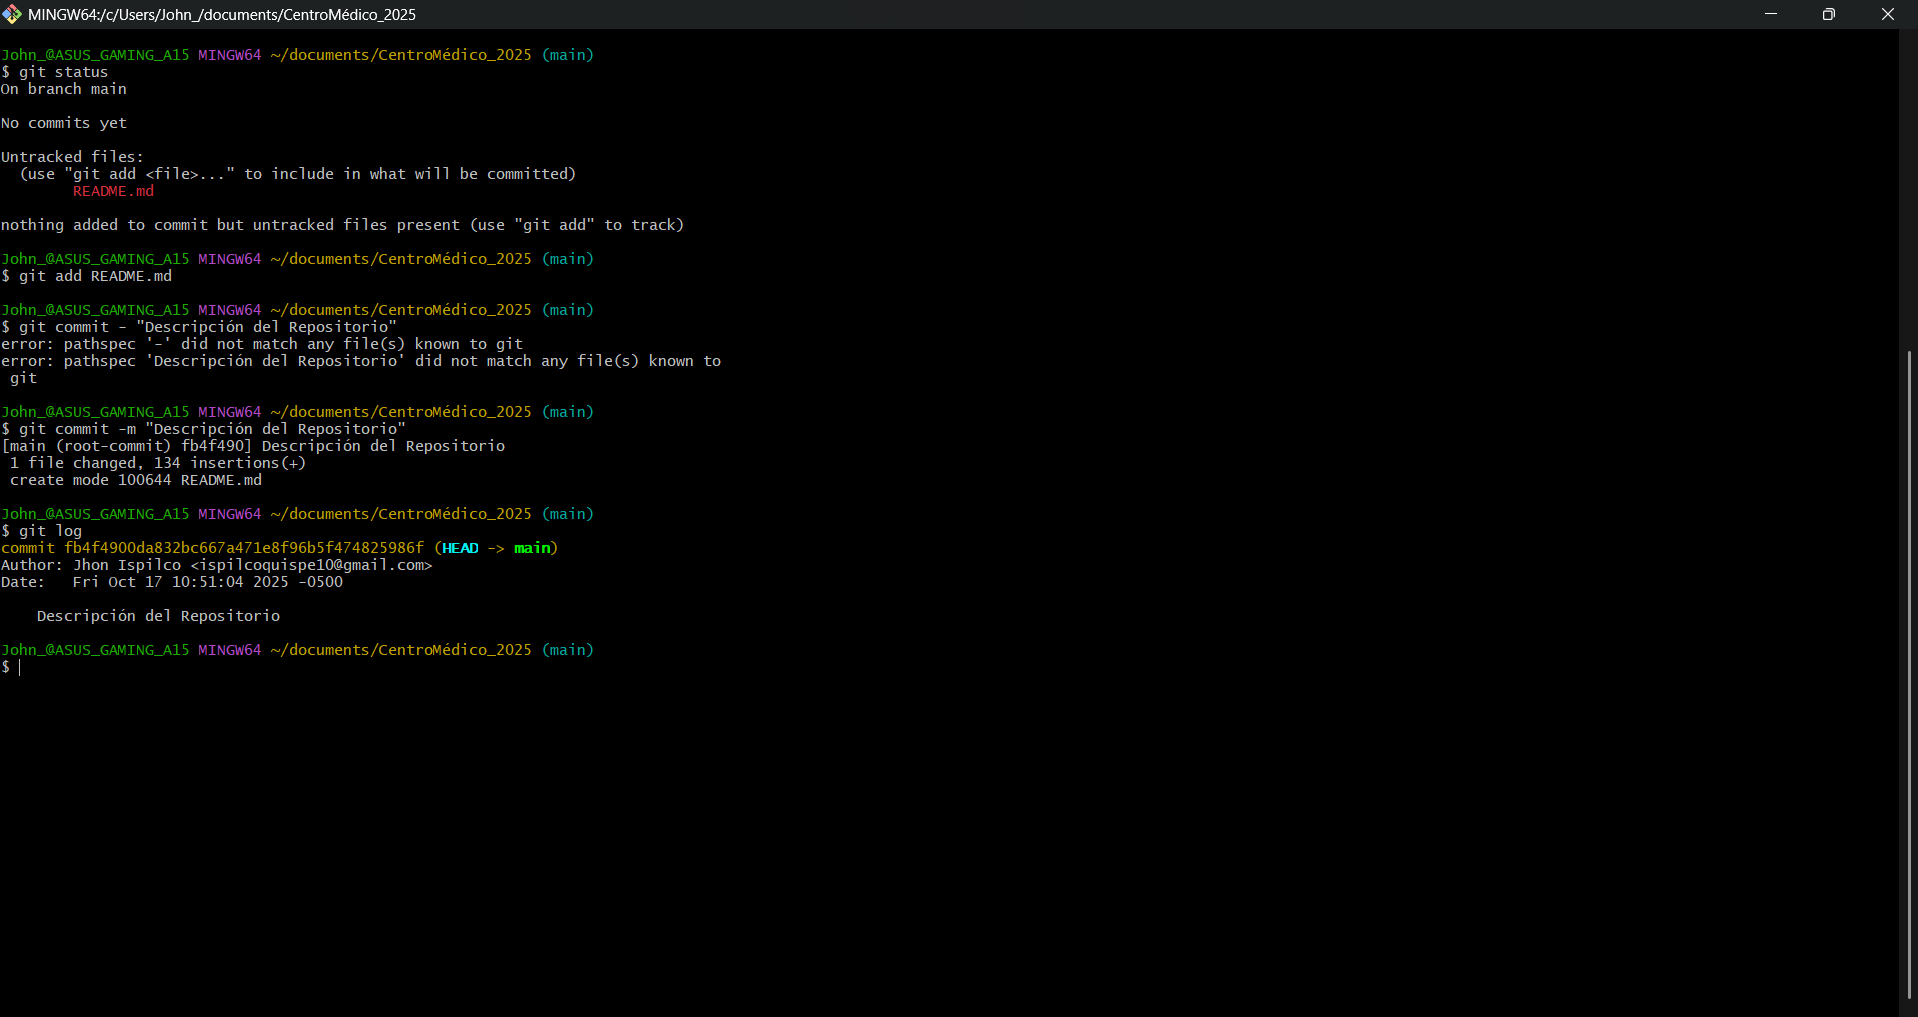 MINGW64:/c/Users/John_/documents/CentroMédico_2025
John_@ASUS_GAMING_A15 MINGW64 ~/documents/CentroMédico_2025 (main)
$ git status
On branch main
No commits yet
Untracked files:
  (use "git add <file>..." to include in what will be committed)
        README.md
nothing added to commit but untracked files present (use "git add" to track)
John_@ASUS_GAMING_A15 MINGW64 ~/documents/CentroMédico_2025 (main)
$ git add README.md
John_@ASUS_GAMING_A15 MINGW64 ~/documents/CentroMédico_2025 (main)
$ git commit - "Descripción del Repositorio"
error: pathspec '-' did not match any file(s) known to git
error: pathspec 'Descripción del Repositorio' did not match any file(s) known to
 git
John_@ASUS_GAMING_A15 MINGW64 ~/documents/CentroMédico_2025 (main)
$ git commit -m "Descripción del Repositorio"
[main (root-commit) fb4f490] Descripción del Repositorio
 1 file changed, 134 insertions(+)
 create mode 100644 README.md
John_@ASUS_GAMING_A15 MINGW64 ~/documents/CentroMédico_2025 (main)
$ git log
commit fb4f4900da832bc667a471e8f96b5f474825986f (HEAD -> main)
Author: Jhon Ispilco <ispilcoquispe10@gmail.com>
Date:   Fri Oct 17 10:51:04 2025 -0500
    Descripción del Repositorio
John_@ASUS_GAMING_A15 MINGW64 ~/documents/CentroMédico_2025 (main)
$